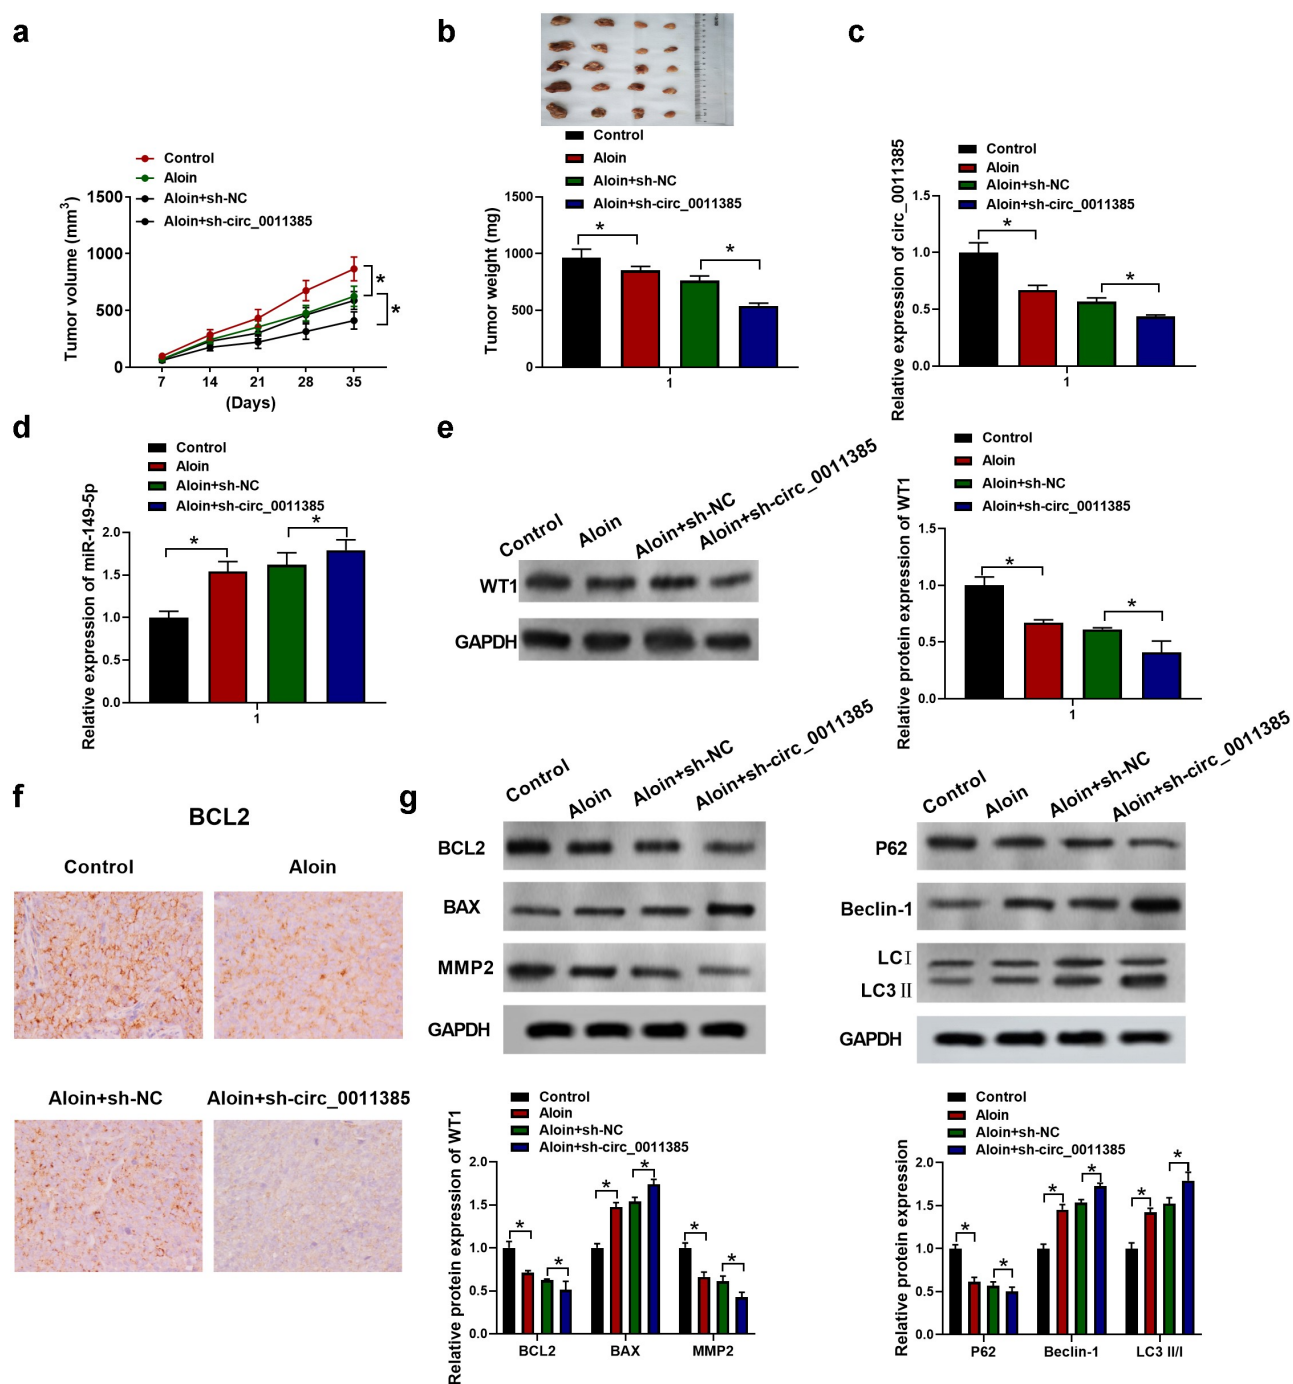 a
Control
Aloin
Aloin+sh-NC
Aloin+sh-circ_0011385
Tumor volume (mm3)
1500
1000
500
0
7 14 21 28 35
(Days)
*
*
b
Control
Aloin
Aloin+sh-NC
Aloin+sh-circ_0011385
Tumor weight (mg)
1500
1000
500
0
*
*
1
c
Control
Aloin
Aloin+sh-NC
Aloin+sh-circ_0011385
Relative expression of circ_0011385
1.5
1.0
0.5
0.0
*
*
1
d
Control
Aloin
Aloin+sh-NC
Aloin+sh-circ_0011385
Relative expression of miR-149-5p
2.0
1.5
1.0
0.5
0.0
*
*
1
e
Control Aloin Aloin+sh-NC Aloin+sh-circ_0011385
WT1
GAPDH
Control
Aloin
Aloin+sh-NC
Aloin+sh-circ_0011385
Relative protein expression of WT1
1.5
1.0
0.5
0.0
*
*
1
f
BCL2
Control Aloin
Aloin+sh-NC Aloin+sh-circ_0011385
g
Control Aloin Aloin+sh-NC Aloin+sh-circ_0011385
BCL2
BAX
MMP2
GAPDH
Control Aloin Aloin+sh-NC Aloin+sh-circ_0011385
P62
Beclin-1
LCⅠ
LC3Ⅱ
GAPDH
Control
Aloin
Aloin+sh-NC
Aloin+sh-circ_0011385
Relative protein expression of WT1
2.0
1.5
1.0
0.5
0.0
* * * * * *
BCL2 BAX MMP2
Control
Aloin
Aloin+sh-NC
Aloin+sh-circ_0011385
Relative protein expression
2.0
1.5
1.0
0.5
0.0
* * * * * *
P62 Beclin-1 LC3 II/I